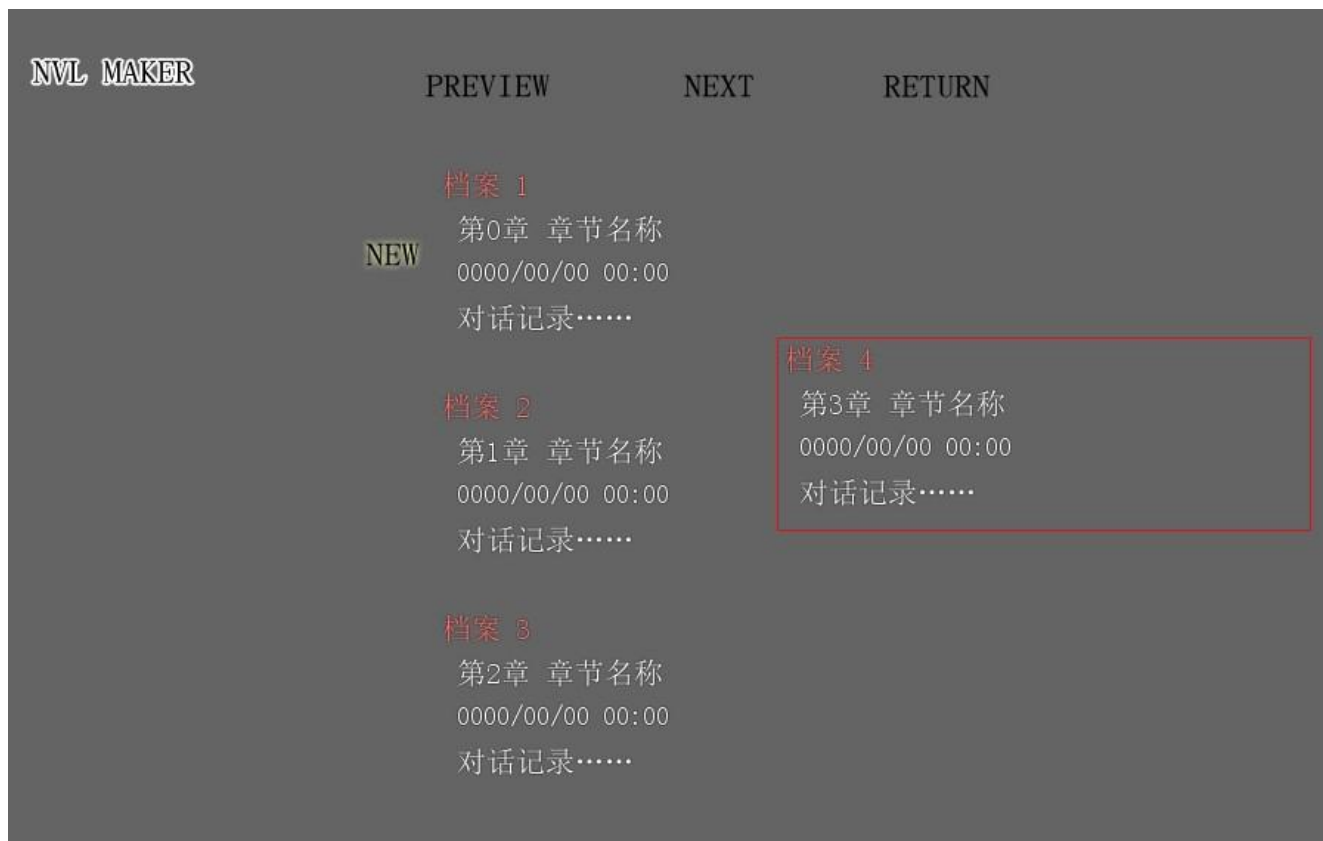 NVL MAKER
PREVIEW NEXT RETURN
档案 1
第0章 章节名称
NEW
0000/00/00 00:00
对话记录……
档案 2
第1章 章节名称
0000/00/00 00:00
对话记录……
档案 3
第2章 章节名称
0000/00/00 00:00
对话记录……
档案 4
第3章 章节名称
0000/00/00 00:00
对话记录……